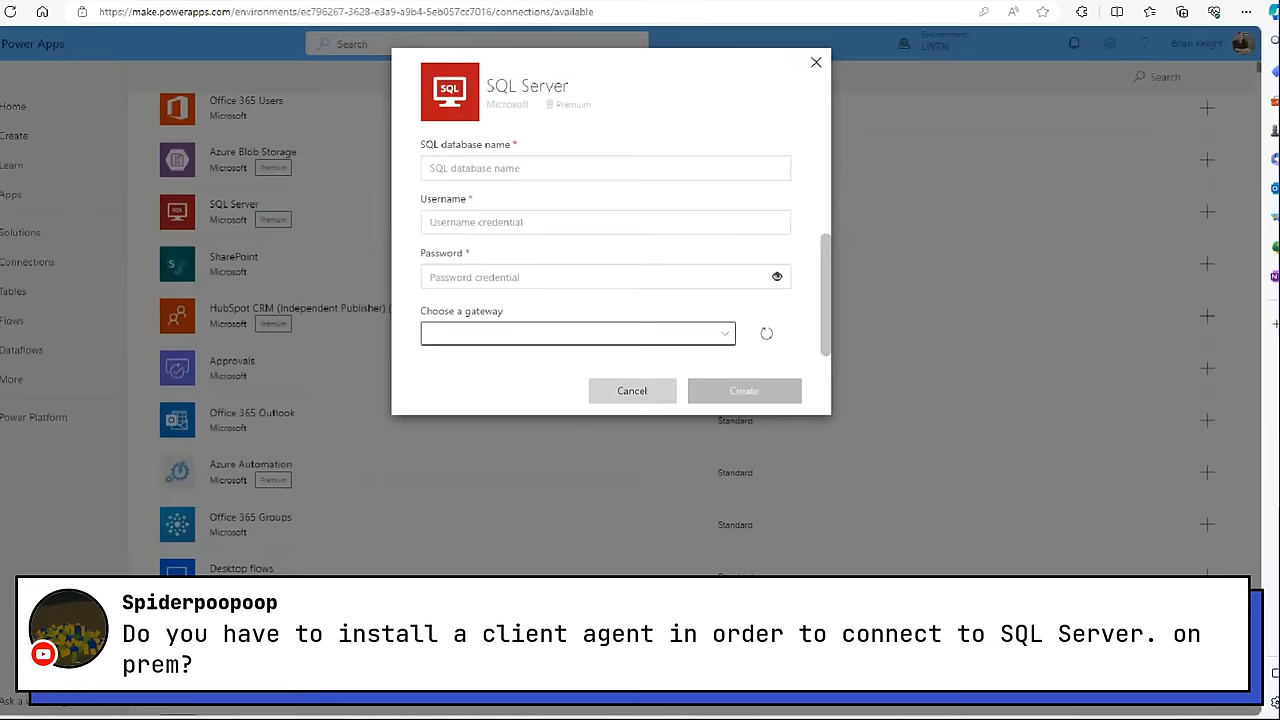 https://make.powerapps.com/environments/ec796267-3628-e3a9-a9b4-5eb057cc7016/connections/available
Power Apps
Search
Environment
LWTN
Brian Knight
Search
Home
Create
Learn
Apps
Solutions
Connections
Tables
Flows
Dataflows
More
Power Platform
Office 365 Users
Microsoft
Azure Blob Storage
Microsoft Premium
SQL Server
Microsoft Premium
SharePoint
Microsoft
HubSpot CRM (Independent Publisher) (
Microsoft Premium
Approvals
Microsoft
Office 365 Outlook
Microsoft
Standard
Azure Automation
Microsoft Premium
Standard
Office 365 Groups
Microsoft
Standard
Desktop flows
SQL
SQL Server
Microsoft Premium
SQL database name *
SQL database name
Username *
Username credential
Password *
Password credential
Choose a gateway
Cancel
Create
Spiderpoopoop
Do you have to install a client agent in order to connect to SQL Server. on
prem?